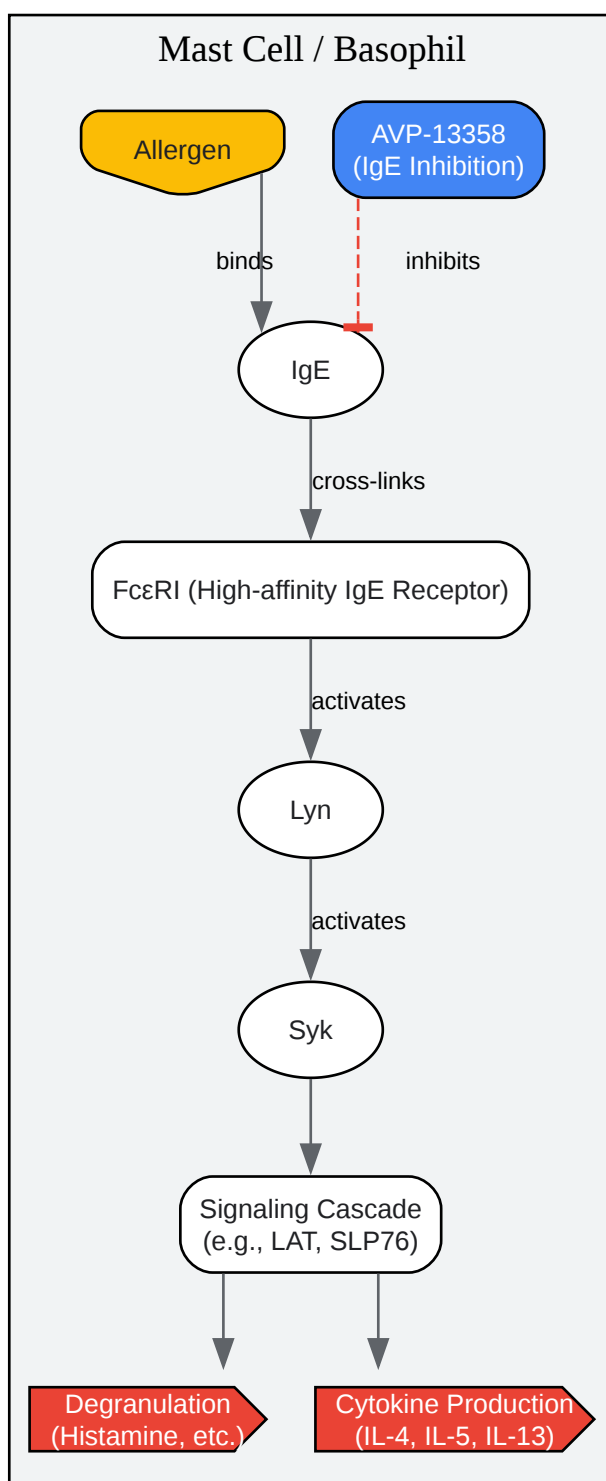 Mast Cell / Basophil
Allergen
AVP-13358
(IgE Inhibition)
binds
inhibits
IgE
cross-links
FcεRI (High-affinity IgE Receptor)
activates
Lyn
activates
Syk
Signaling Cascade
(e.g., LAT, SLP76)
Degranulation
(Histamine, etc.)
Cytokine Production
(IL-4, IL-5, IL-13)